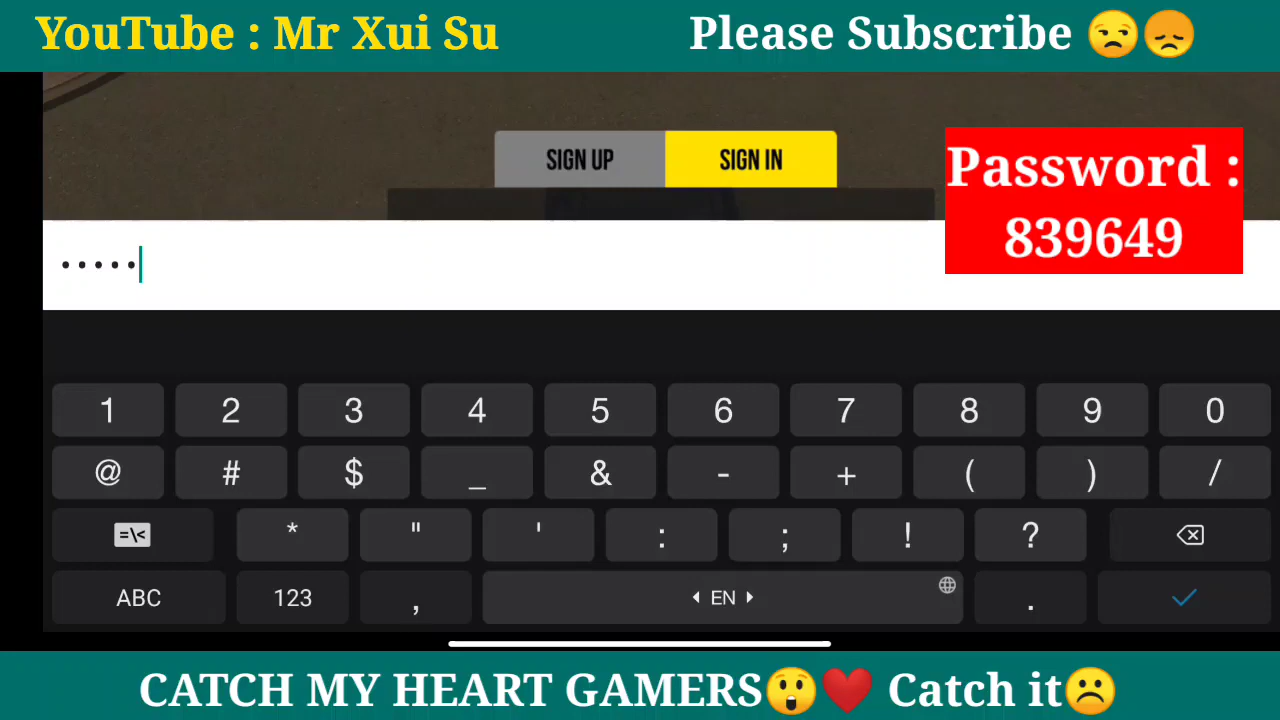 YouTube : Mr Xui Su
Please Subscribe 😒😞
SIGN UP
SIGN IN
Password :
839649
•••••
1 2 3 4 5 6 7 8 9 0
@ # $ _ & - + ( ) /
=\< * " ' : ; ! ?
ABC 123 , EN .
CATCH MY HEART GAMERS😲❤️ Catch it☹️